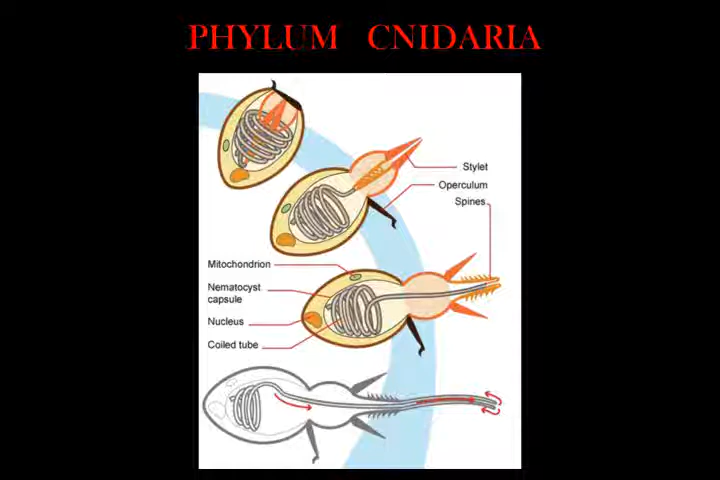 PHYLUM CNIDARIA
Stylet
Operculum
Spines
Mitochondrion
Nematocyst
capsule
Nucleus
Coiled tube